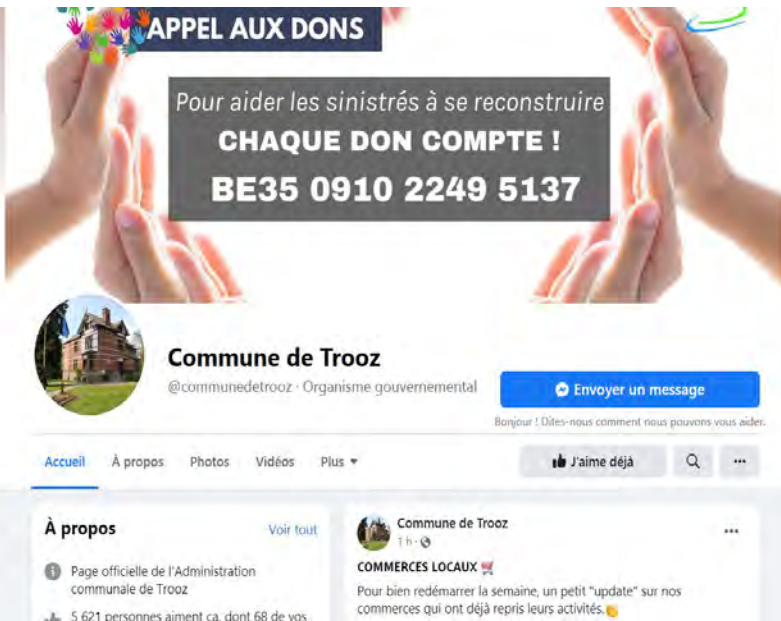 APPEL AUX DONS
Pour aider les sinistrés à se reconstruire
CHAQUE DON COMPTE !
BE35 0910 2249 5137
Commune de Trooz
@communedetrooz · Organisme gouvernemental
Envoyer un message
Bonjour ! Dites-nous comment nous pouvons vous aider.
Accueil À propos Photos Vidéos Plus
J'aime déjà
À propos
Voir tout
Page officielle de l'Administration
communale de Trooz
5 621 personnes aiment ça, dont 68 de vos
Commune de Trooz
1 h ·
COMMERCES LOCAUX
Pour bien redémarrer la semaine, un petit "update" sur nos
commerces qui ont déjà repris leurs activités.